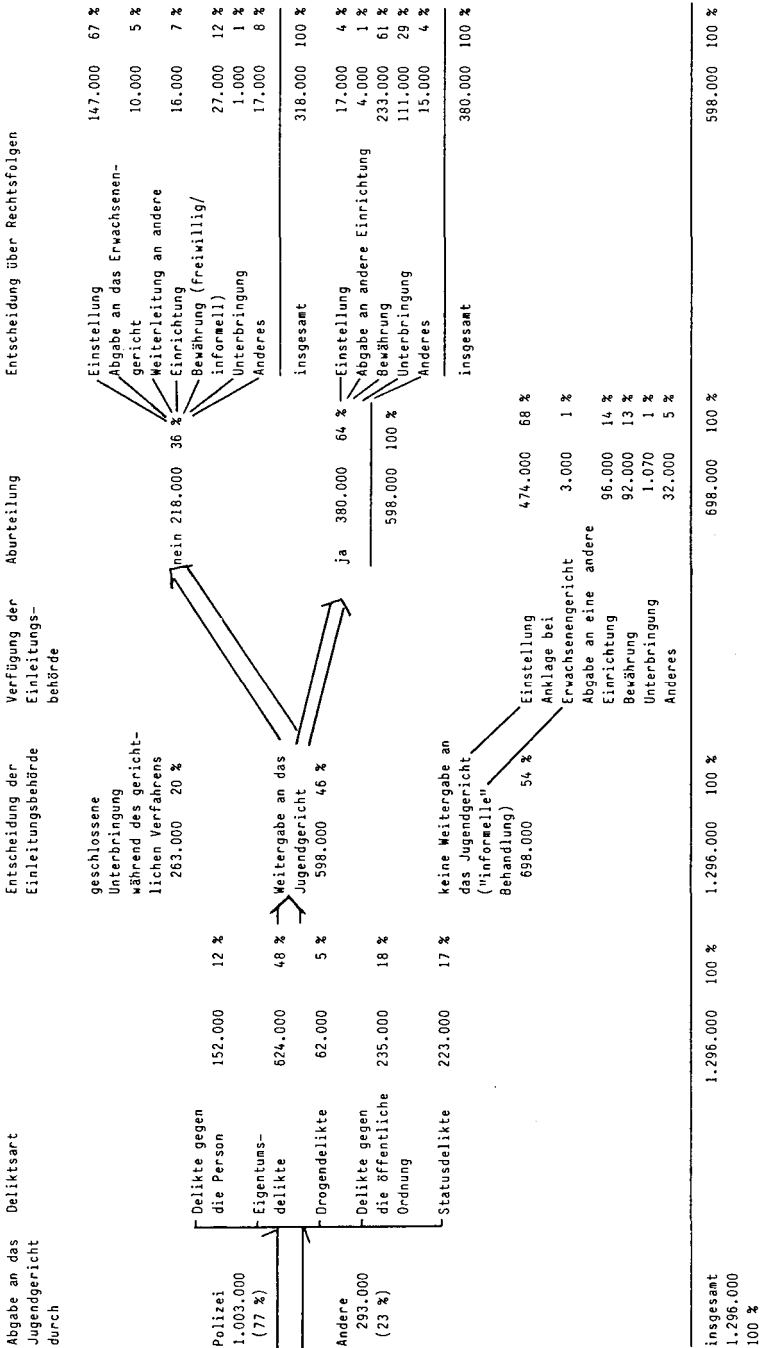 Abgabe an das
Jugendgericht
durch
Polizei
1.003.000
(77 %)
Andere
293.000
(23 %)
insgesamt
1.296.000
100 %
Deliktsart
Delikte gegen
die Person 152.000 12 %
Eigentums-
delikte 624.000 48 %
Drogendelikte 62.000 5 %
Delikte gegen
die öffentliche 235.000 18 %
Ordnung
Statusdelikte 223.000 17 %
1.296.000 100 %
Entscheidung der
Einleitungsbehörde
geschlossene
Unterbringung
während des gericht-
lichen Verfahrens
263.000 20 %
Weitergabe an das
Jugendgericht
598.000 46 %
keine Weitergabe an
das Jugendgericht
("informelle"
Behandlung)
698.000 54 %
1.296.000 100 %
Verfügung der
Einleitungs-
behörde
Einstellung 474.000 68 %
Anklage bei
Erwachsenengericht 3.000 1 %
Abgabe an eine andere
Einrichtung 96.000 14 %
Bewährung 92.000 13 %
Unterbringung 1.070 1 %
Anderes 32.000 5 %
698.000 100 %
Aburteilung
nein 218.000 36 %
ja 380.000 64 %
598.000 100 %
Entscheidung über Rechtsfolgen
Einstellung 147.000 67 %
Abgabe an das Erwachsenen-
gericht 10.000 5 %
Weiterleitung an andere
Einrichtung 16.000 7 %
Bewährung (freiwillig/
informell) 27.000 12 %
Unterbringung 1.000 1 %
Anderes 17.000 8 %
insgesamt 318.000 100 %
Einstellung 17.000 4 %
Abgabe an andere Einrichtung 4.000 1 %
Bewährung 233.000 61 %
Unterbringung 111.000 29 %
Anderes 15.000 4 %
insgesamt 380.000 100 %
598.000 100 %